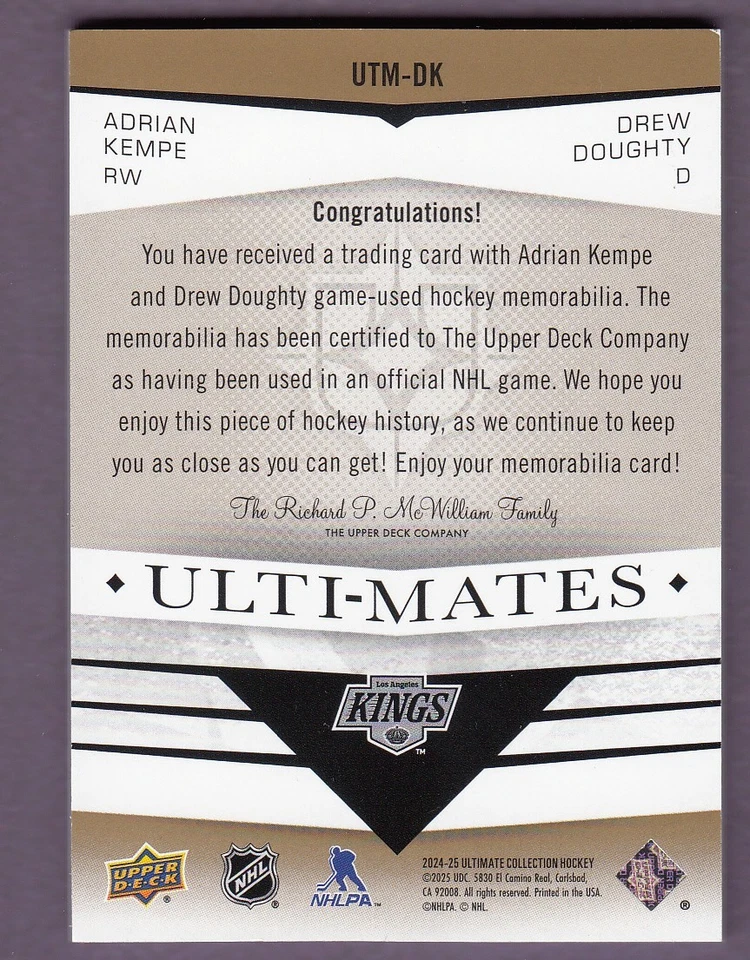 UTM-DK
ADRIAN
KEMPE
RW
DREW
DOUGHTY
D
Congratulations!
You have received a trading card with Adrian Kempe
and Drew Doughty game-used hockey memorabilia. The
memorabilia has been certified to The Upper Deck Company
as having been used in an official NHL game. We hope you
enjoy this piece of hockey history, as we continue to keep
you as close as you can get! Enjoy your memorabilia card!
The Richard P. McWilliam Family
THE UPPER DECK COMPANY
ULTI-MATES
Los Angeles
KINGS
TM
UPPER
D·E·C·K
®
NHL
®
NHLPA
TM
2024-25 ULTIMATE COLLECTION HOCKEY
©2025 UDC. 5830 El Camino Real, Carlsbad,
CA 92008. All rights reserved. Printed in the USA.
©NHLPA. © NHL.
®